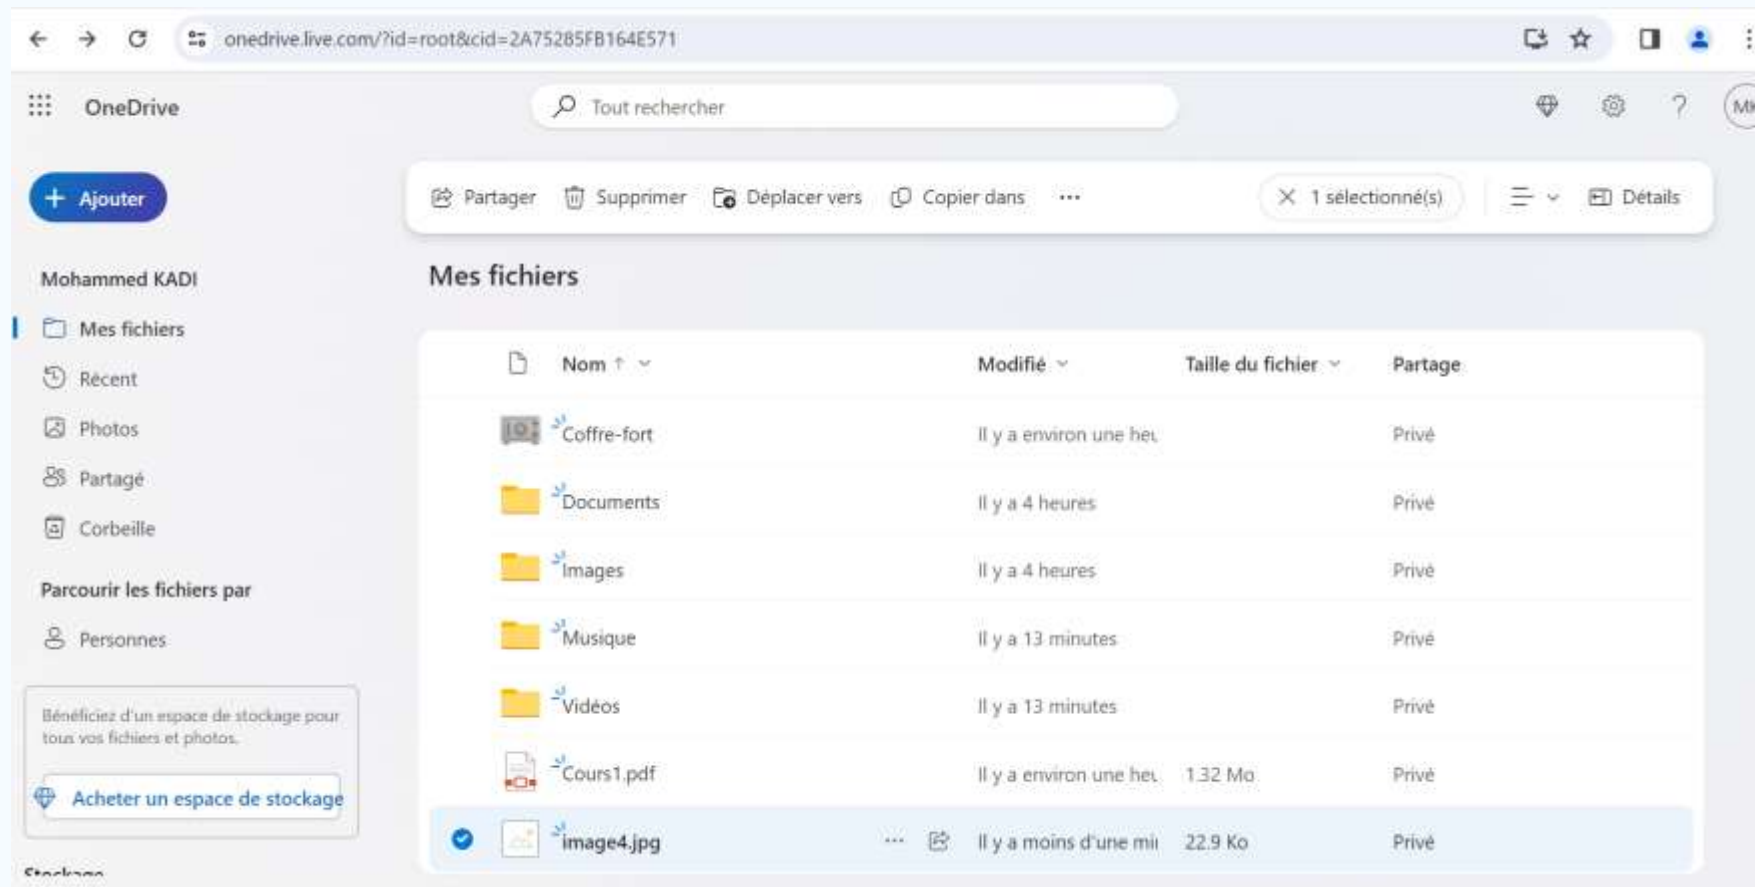 onedrive.live.com/?id=root&cid=2A75285FB164E571
OneDrive
Tout rechercher
?
+ Ajouter
Partager Supprimer Déplacer vers Copier dans ... 1 sélectionné(s) Détails
Mohammed KADI
Mes fichiers
Récent
Photos
Partagé
Corbeille
Parcourir les fichiers par
Personnes
Bénéficiez d'un espace de stockage pour
tous vos fichiers et photos.
Acheter un espace de stockage
Stockage
Mes fichiers
Nom Modifié Taille du fichier Partage
Coffre-fort Il y a environ une heu Privé
Documents Il y a 4 heures Privé
Images Il y a 4 heures Privé
Musique Il y a 13 minutes Privé
Vidéos Il y a 13 minutes Privé
Cours1.pdf Il y a environ une heu 1.32 Mo Privé
image4.jpg ... Il y a moins d'une min 22.9 Ko Privé